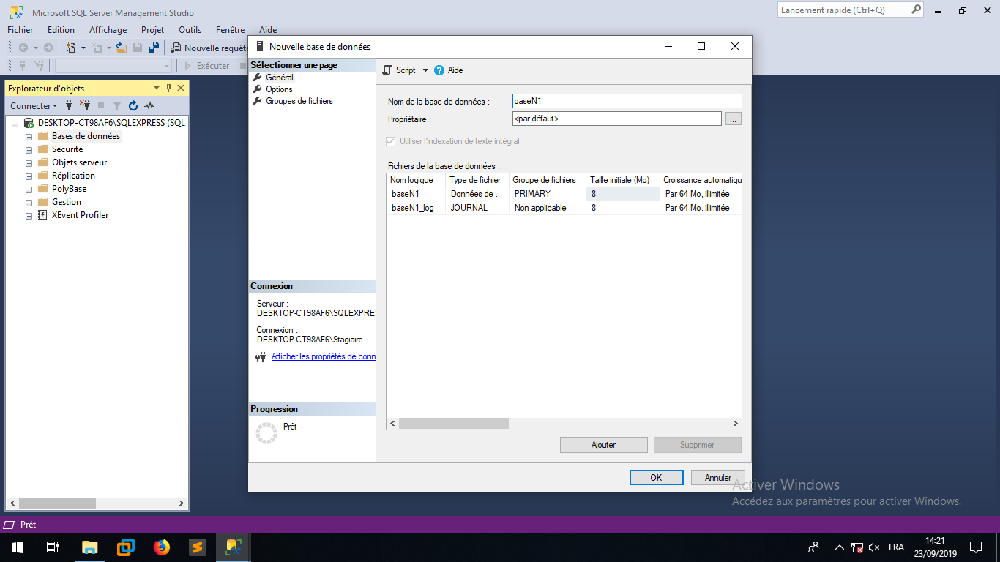 Microsoft SQL Server Management Studio
Lancement rapide (Ctrl+Q)
Fichier Edition Affichage Projet Outils Fenêtre Aide
Nouvelle requête
Exécuter
Explorateur d'objets
Connecter
DESKTOP-CT98AF6\SQLEXPRESS (SQL
Bases de données
Sécurité
Objets serveur
Réplication
PolyBase
Gestion
XEvent Profiler
Nouvelle base de données
Sélectionner une page
Général
Options
Groupes de fichiers
Connexion
Serveur :
DESKTOP-CT98AF6\SQLEXPRES
Connexion :
DESKTOP-CT98AF6\Stagiaire
Afficher les propriétés de conn
Progression
Prêt
Script Aide
Nom de la base de données : baseN1
Propriétaire : <par défaut> ...
Utiliser l'indexation de texte intégral
Fichiers de la base de données :
Nom logique Type de fichier Groupe de fichiers Taille initiale (Mo) Croissance automatiqu
baseN1 Données de ... PRIMARY 8 Par 64 Mo, illimitée
baseN1_log JOURNAL Non applicable 8 Par 64 Mo, illimitée
Ajouter Supprimer
OK Annuler
Activer Windows
Accédez aux paramètres pour activer Windows.
Prêt
FRA
14:21
23/09/2019